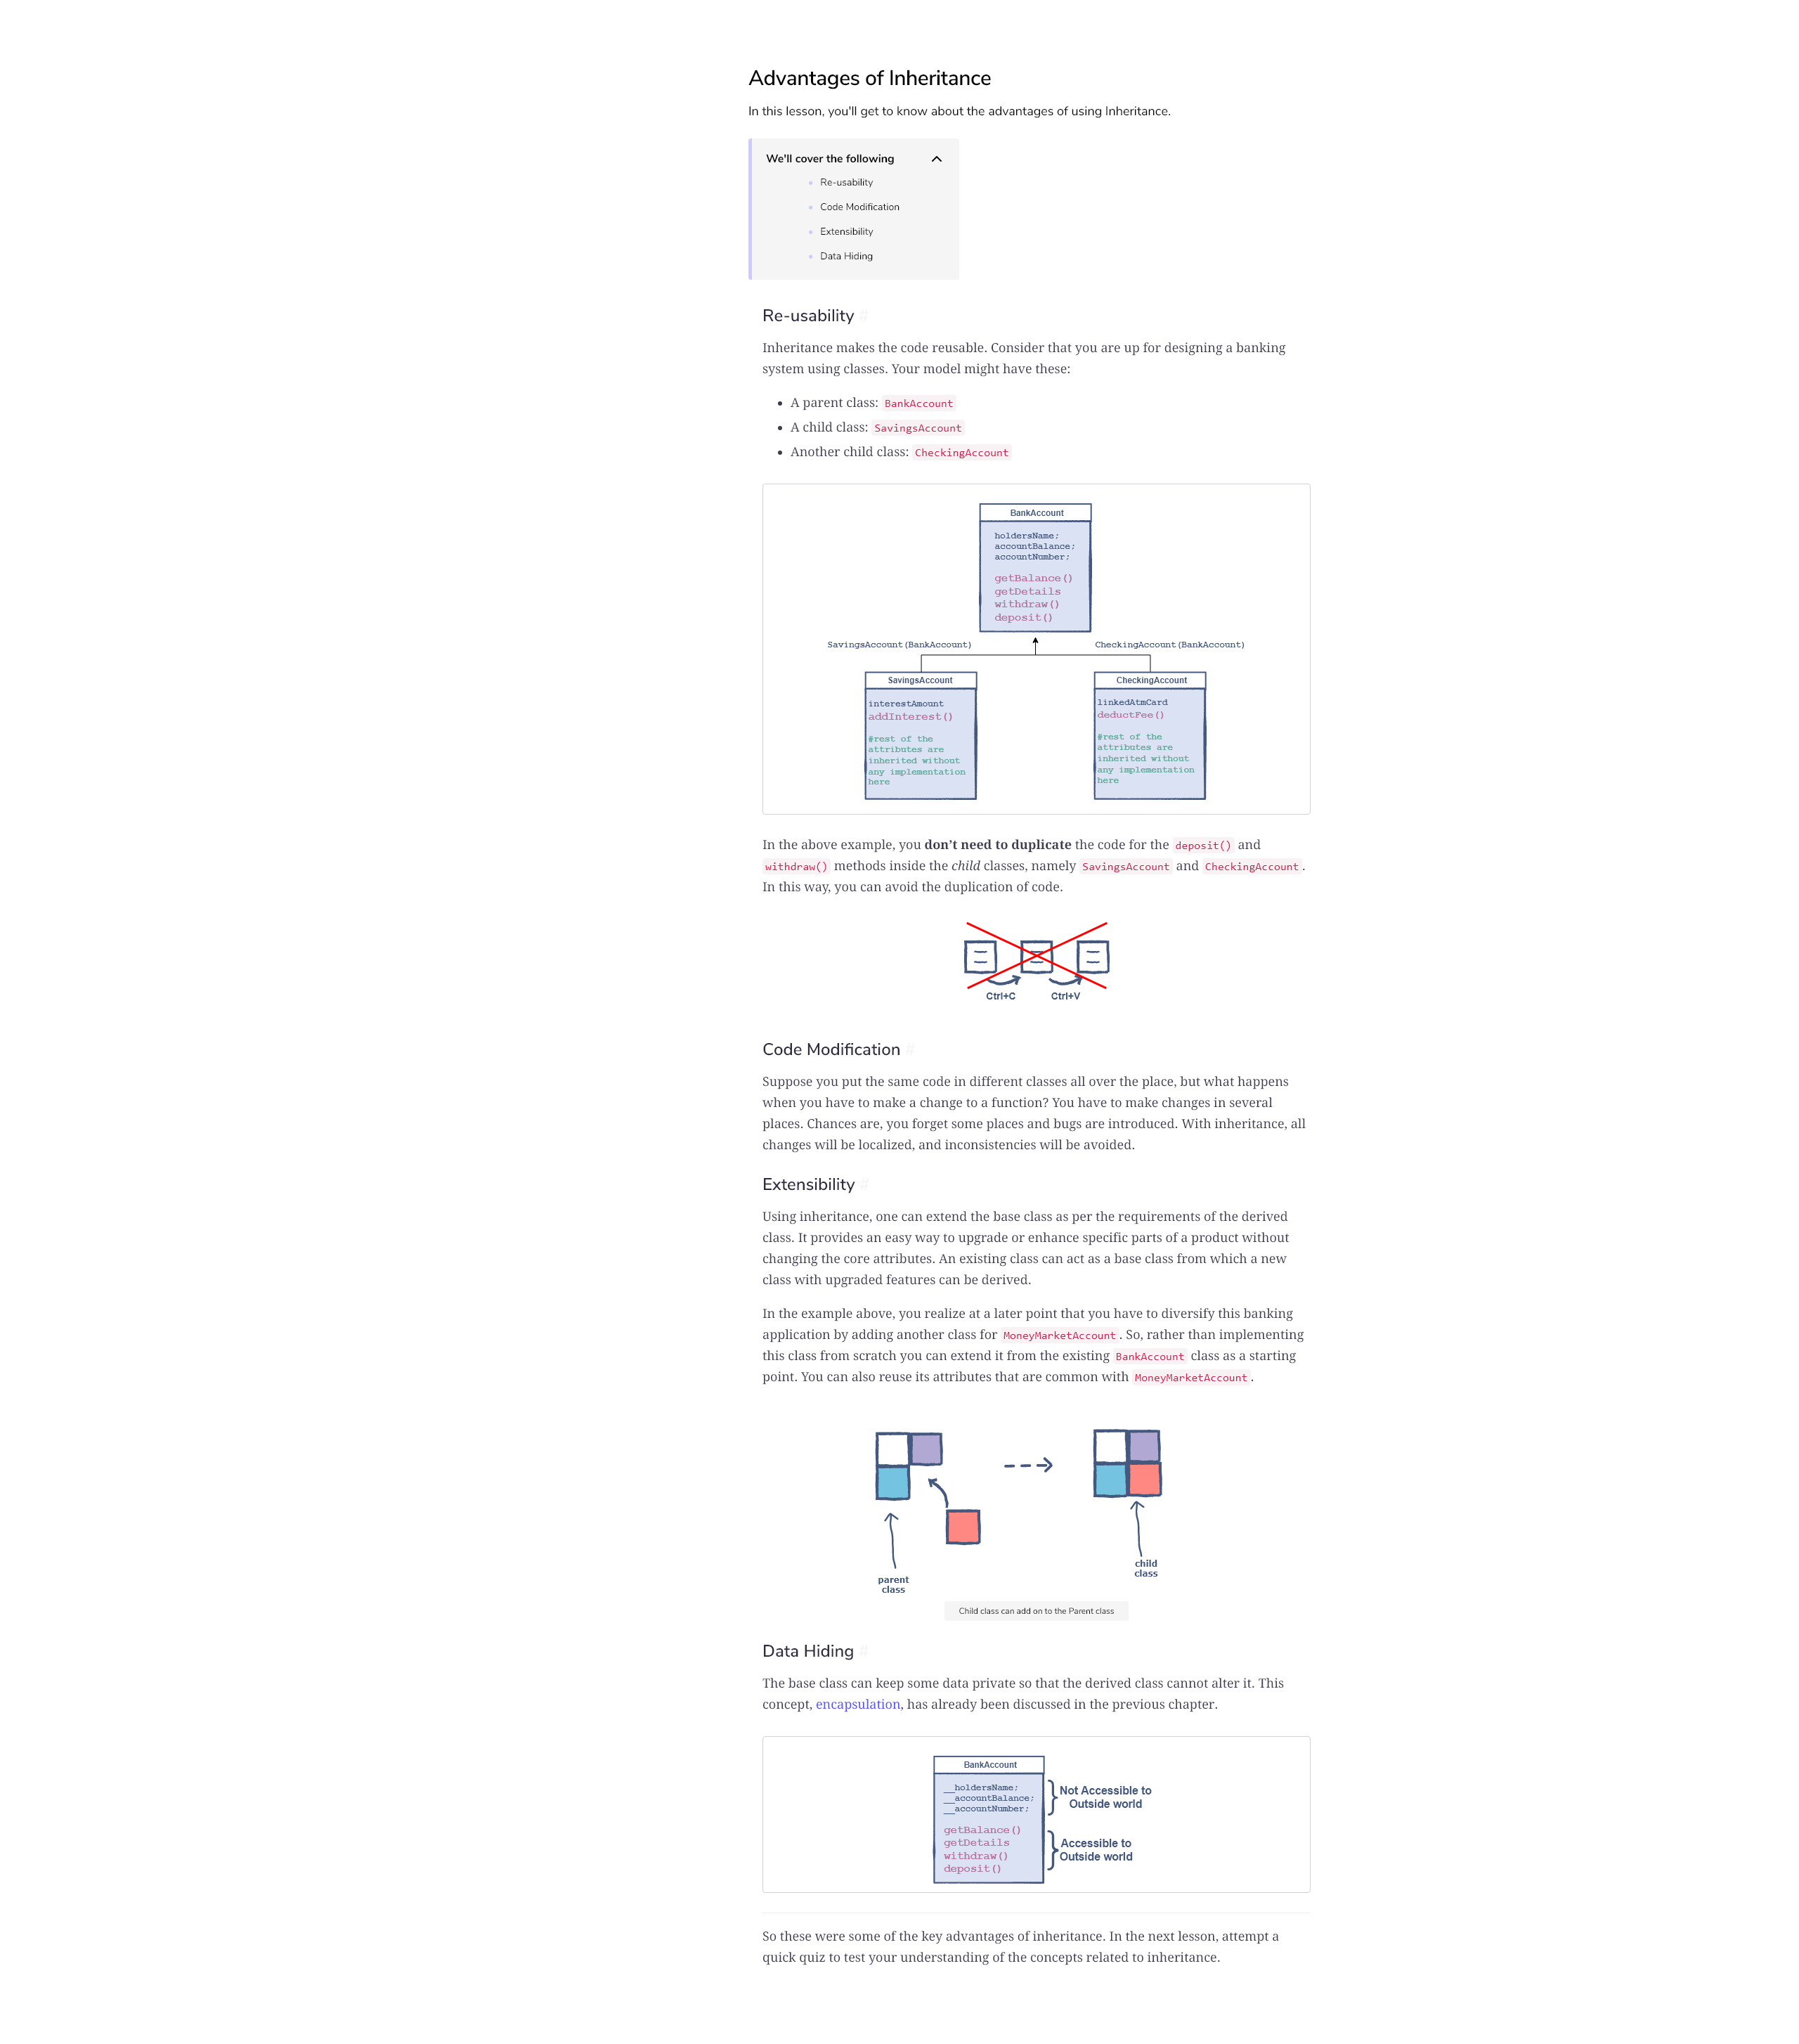 Advantages of Inheritance
In this lesson, you'll get to know about the advantages of using Inheritance.
We'll cover the following
Re-usability
Code Modification
Extensibility
Data Hiding
Re-usability #
Inheritance makes the code reusable. Consider that you are up for designing a banking
system using classes. Your model might have these:
A parent class: BankAccount
A child class: SavingsAccount
Another child class: CheckingAccount
BankAccount
holdersName;
accountBalance;
accountNumber;
getBalance()
getDetails
withdraw()
deposit()
SavingsAccount(BankAccount)
CheckingAccount(BankAccount)
SavingsAccount
interestAmount
addInterest()
#rest of the
attributes are
inherited without
any implementation
here
CheckingAccount
linkedAtmCard
deductFee()
#rest of the
attributes are
inherited without
any implementation
here
In the above example, you don’t need to duplicate the code for the deposit() and
withdraw() methods inside the child classes, namely SavingsAccount and CheckingAccount.
In this way, you can avoid the duplication of code.
Ctrl+C
Ctrl+V
Code Modification #
Suppose you put the same code in different classes all over the place, but what happens
when you have to make a change to a function? You have to make changes in several
places. Chances are, you forget some places and bugs are introduced. With inheritance, all
changes will be localized, and inconsistencies will be avoided.
Extensibility #
Using inheritance, one can extend the base class as per the requirements of the derived
class. It provides an easy way to upgrade or enhance specific parts of a product without
changing the core attributes. An existing class can act as a base class from which a new
class with upgraded features can be derived.
In the example above, you realize at a later point that you have to diversify this banking
application by adding another class for MoneyMarketAccount. So, rather than implementing
this class from scratch you can extend it from the existing BankAccount class as a starting
point. You can also reuse its attributes that are common with MoneyMarketAccount.
parent
class
child
class
Child class can add on to the Parent class
Data Hiding #
The base class can keep some data private so that the derived class cannot alter it. This
concept, encapsulation, has already been discussed in the previous chapter.
BankAccount
__holdersName;
__accountBalance;
__accountNumber;
Not Accessible to
Outside world
getBalance()
getDetails
withdraw()
deposit()
Accessible to
Outside world
So these were some of the key advantages of inheritance. In the next lesson, attempt a
quick quiz to test your understanding of the concepts related to inheritance.